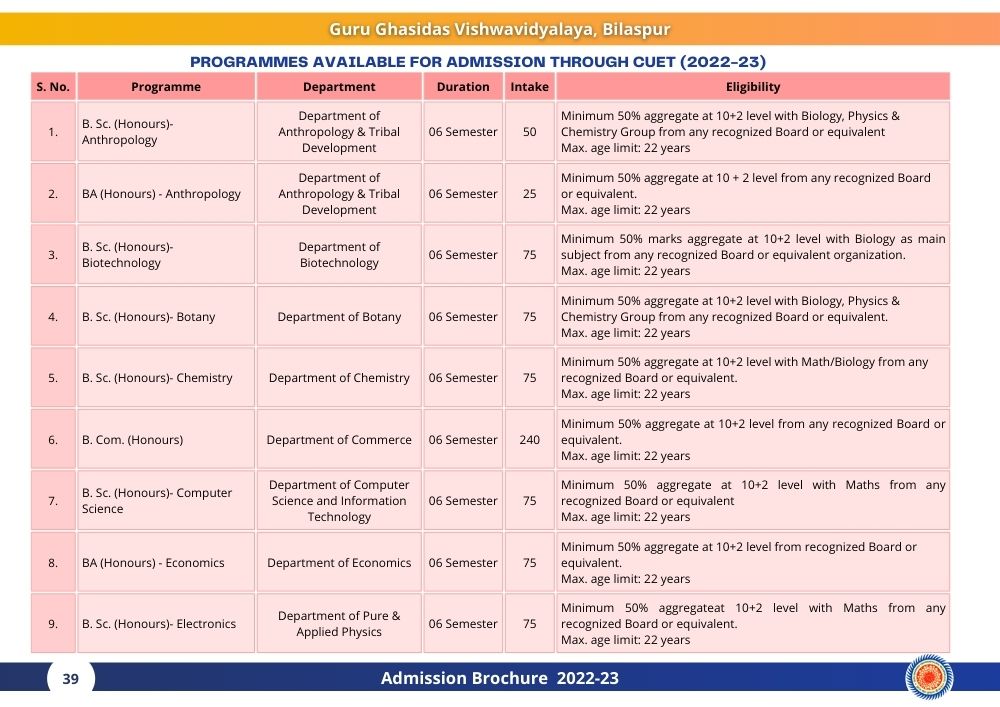 Guru Ghasidas Vishwavidyalaya, Bilaspur
PROGRAMMES AVAILABLE FOR ADMISSION THROUGH CUET (2022-23)
S. No. Programme Department Duration Intake Eligibility
1.
B. Sc. (Honours)-
Anthropology
Department of
Anthropology & Tribal
Development
06 Semester
50
Minimum 50% aggregate at 10+2 level with Biology, Physics &
Chemistry Group from any recognized Board or equivalent
Max. age limit: 22 years
2.
BA (Honours) - Anthropology
Department of
Anthropology & Tribal
Development
06 Semester
25
Minimum 50% aggregate at 10 + 2 level from any recognized Board
or equivalent.
Max. age limit: 22 years
3.
B. Sc. (Honours)-
Biotechnology
Department of
Biotechnology
06 Semester
75
Minimum 50% marks aggregate at 10+2 level with Biology as main
subject from any recognized Board or equivalent organization.
Max. age limit: 22 years
4.
B. Sc. (Honours)- Botany
Department of Botany
06 Semester
75
Minimum 50% aggregate at 10+2 level with Biology, Physics &
Chemistry Group from any recognized Board or equivalent.
Max. age limit: 22 years
5.
B. Sc. (Honours)- Chemistry
Department of Chemistry
06 Semester
75
Minimum 50% aggregate at 10+2 level with Math/Biology from any
recognized Board or equivalent.
Max. age limit: 22 years
6.
B. Com. (Honours)
Department of Commerce
06 Semester
240
Minimum 50% aggregate at 10+2 level from any recognized Board or
equivalent.
Max. age limit: 22 years
7.
B. Sc. (Honours)- Computer
Science
Department of Computer
Science and Information
Technology
06 Semester
75
Minimum 50% aggregate at 10+2 level with Maths from any
recognized Board or equivalent
Max. age limit: 22 years
8.
BA (Honours) - Economics
Department of Economics
06 Semester
75
Minimum 50% aggregate at 10+2 level from recognized Board or
equivalent.
Max. age limit: 22 years
9.
B. Sc. (Honours)- Electronics
Department of Pure &
Applied Physics
06 Semester
75
Minimum 50% aggregateat 10+2 level with Maths from any
recognized Board or equivalent.
Max. age limit: 22 years
39
Admission Brochure 2022-23